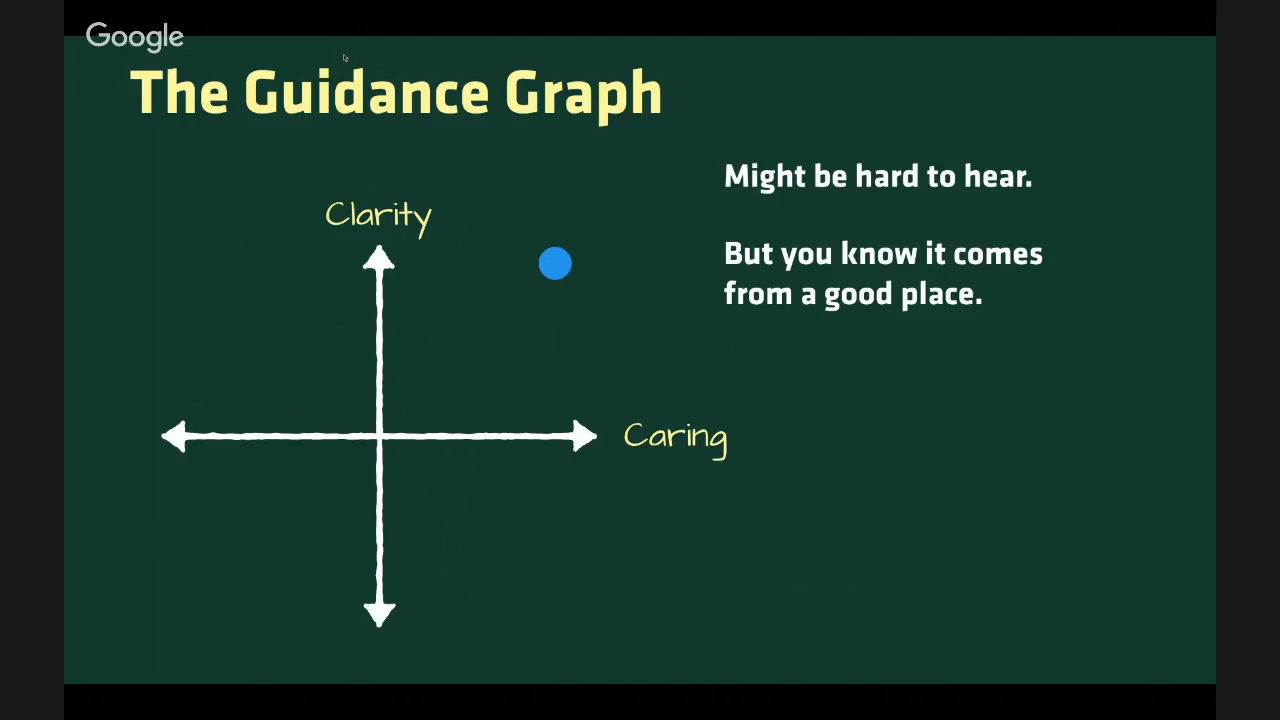 Google
The Guidance Graph
Might be hard to hear.
Clarity
But you know it comes
from a good place.
Caring